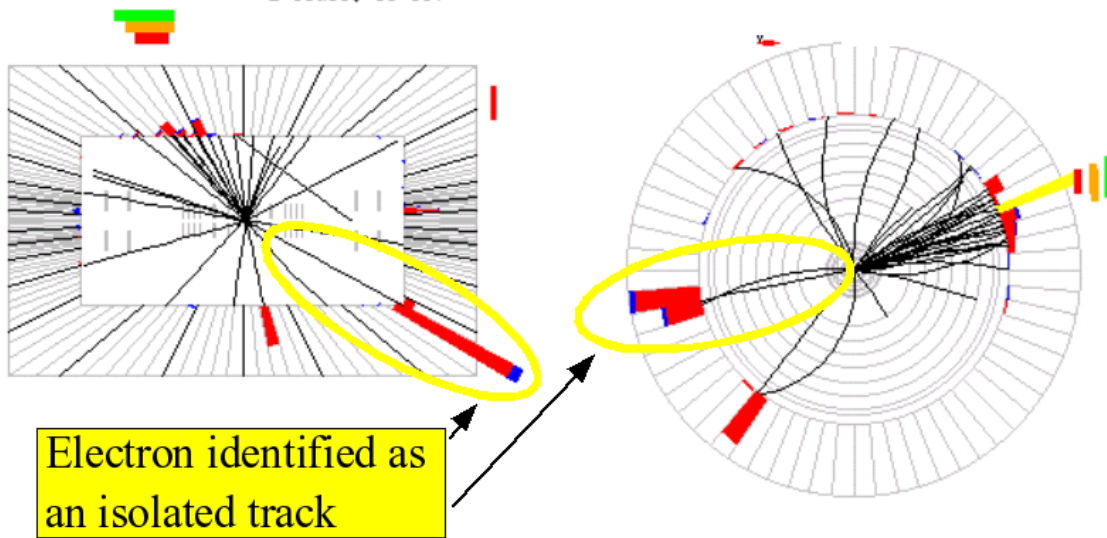 Y
Electron identified as
an isolated track